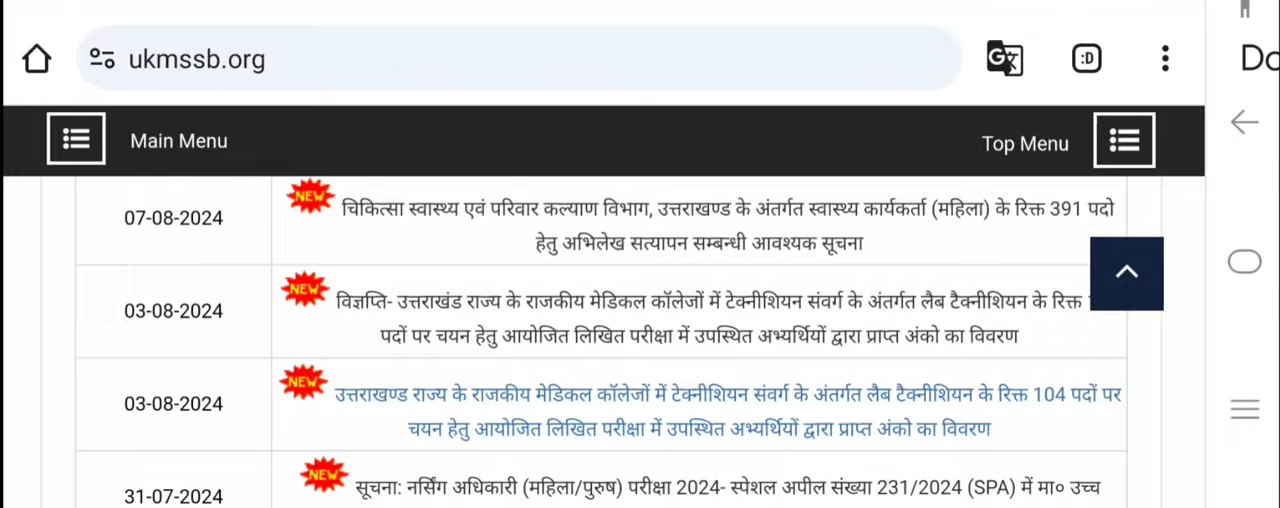 ukmssb.org
:D
Do
Main Menu
Top Menu
07-08-2024
NEW चिकित्सा स्वास्थ्य एवं परिवार कल्याण विभाग, उत्तराखण्ड के अंतर्गत स्वास्थ्य कार्यकर्ता (महिला) के रिक्त 391 पदो
हेतु अभिलेख सत्यापन सम्बन्धी आवश्यक सूचना
03-08-2024
NEW विज्ञप्ति- उत्तराखंड राज्य के राजकीय मेडिकल कॉलेजों में टेक्नीशियन संवर्ग के अंतर्गत लैब टैक्नीशियन के रिक्त
पदों पर चयन हेतु आयोजित लिखित परीक्षा में उपस्थित अभ्यर्थियों द्वारा प्राप्त अंको का विवरण
03-08-2024
NEW उत्तराखण्ड राज्य के राजकीय मेडिकल कॉलेजों में टेक्नीशियन संवर्ग के अंतर्गत लैब टैक्नीशियन के रिक्त 104 पदों पर
चयन हेतु आयोजित लिखित परीक्षा में उपस्थित अभ्यर्थियों द्वारा प्राप्त अंको का विवरण
31-07-2024
NEW सूचना: नर्सिंग अधिकारी (महिला/पुरुष) परीक्षा 2024- स्पेशल अपील संख्या 231/2024 (SPA) में मा० उच्च